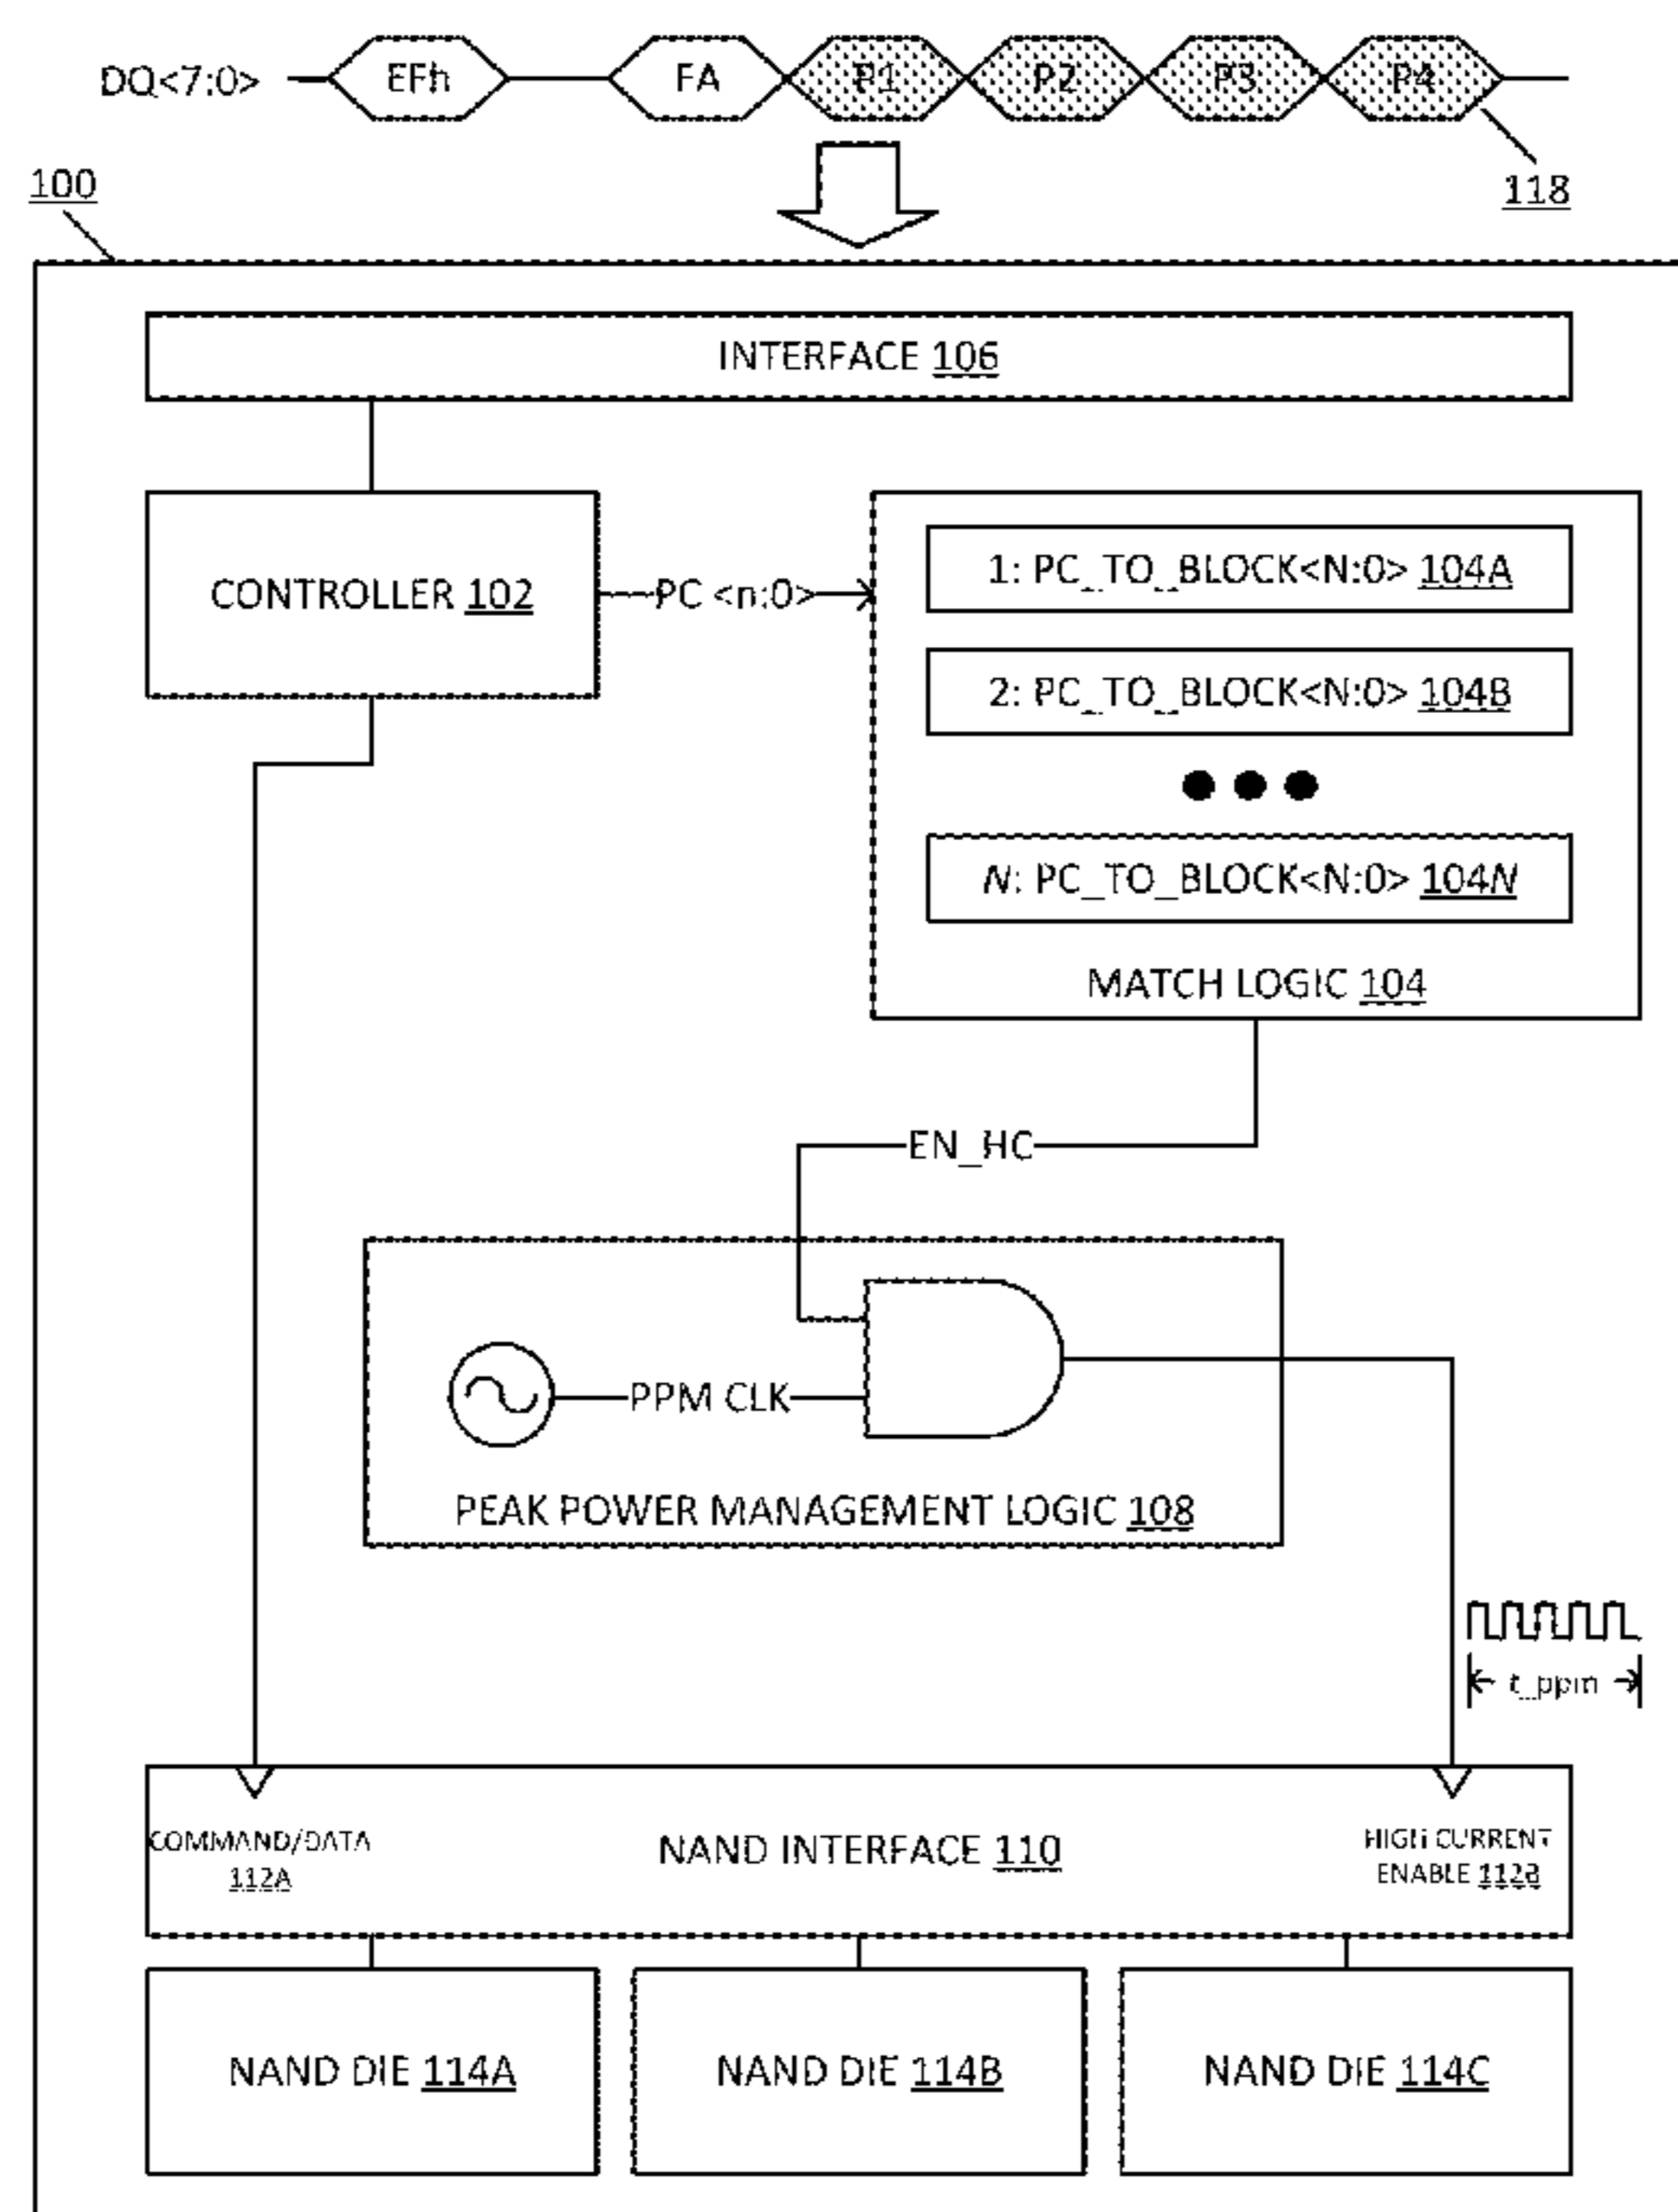 DQ<7:0> EFh FA P1 P2 P3 P4
100
118
INTERFACE 106
CONTROLLER 102
PC <n:0>
1: PC_TO_BLOCK<N:0> 104A
2: PC_TO_BLOCK<N:0> 104B
N: PC_TO_BLOCK<N:0> 104N
MATCH LOGIC 104
EN_HC
PPM CLK
PEAK POWER MANAGEMENT LOGIC 108
t_ppm
COMMAND/DATA
112A
NAND INTERFACE 110
HIGH CURRENT
ENABLE 112B
NAND DIE 114A
NAND DIE 114B
NAND DIE 114C